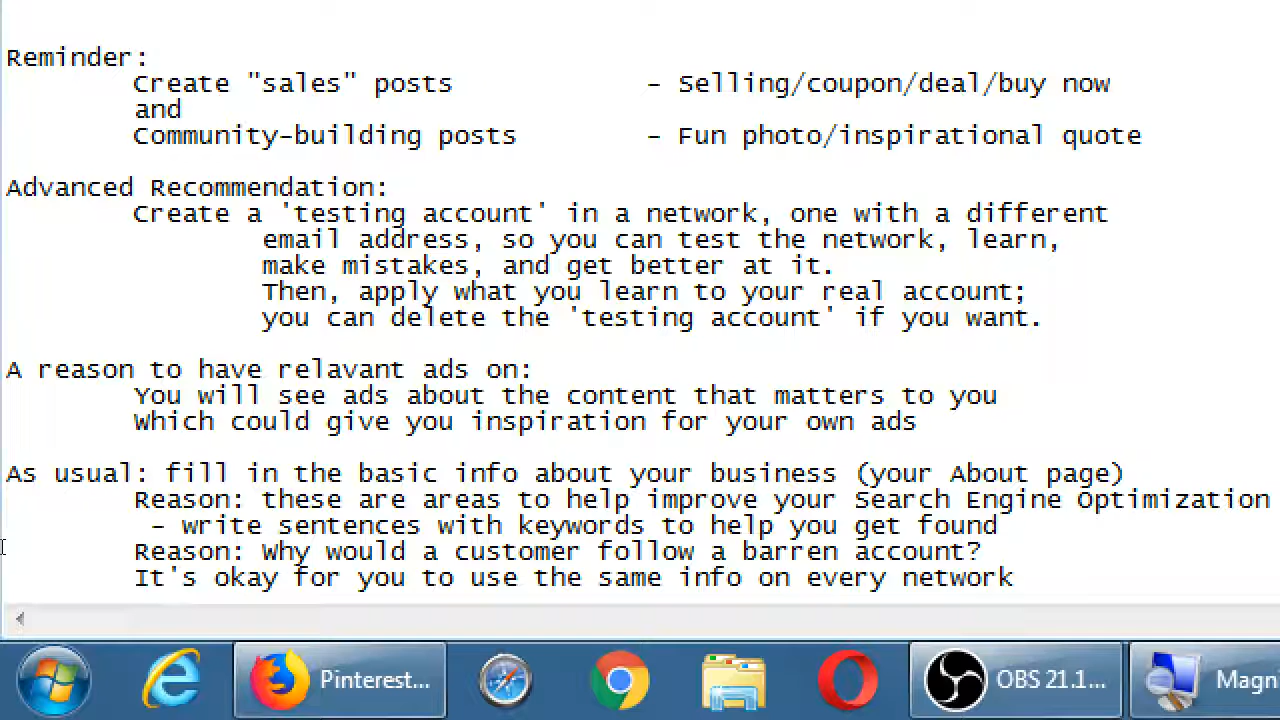 Reminder:
Create "sales" posts - Selling/coupon/deal/buy now
and
Community-building posts - Fun photo/inspirational quote
Advanced Recommendation:
Create a 'testing account' in a network, one with a different
email address, so you can test the network, learn,
make mistakes, and get better at it.
Then, apply what you learn to your real account;
you can delete the 'testing account' if you want.
A reason to have relavant ads on:
You will see ads about the content that matters to you
Which could give you inspiration for your own ads
As usual: fill in the basic info about your business (your About page)
Reason: these are areas to help improve your Search Engine Optimization
- write sentences with keywords to help you get found
Reason: Why would a customer follow a barren account?
It's okay for you to use the same info on every network
Pinterest... OBS 21.1... Magn